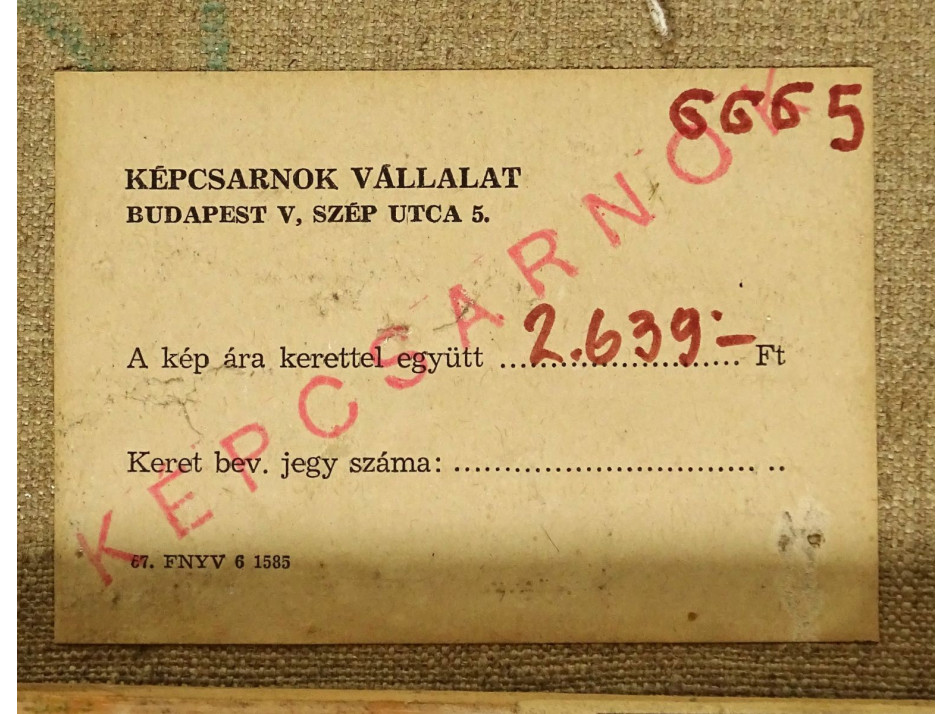 6665
KÉPCSARNOK VÁLLALAT
BUDAPEST V, SZÉP UTCA 5.
KÉPCSARNOK
A kép ára kerettel együtt 2.639:- Ft
Keret bev. jegy száma: ..............................
67. FNYV 6 1585